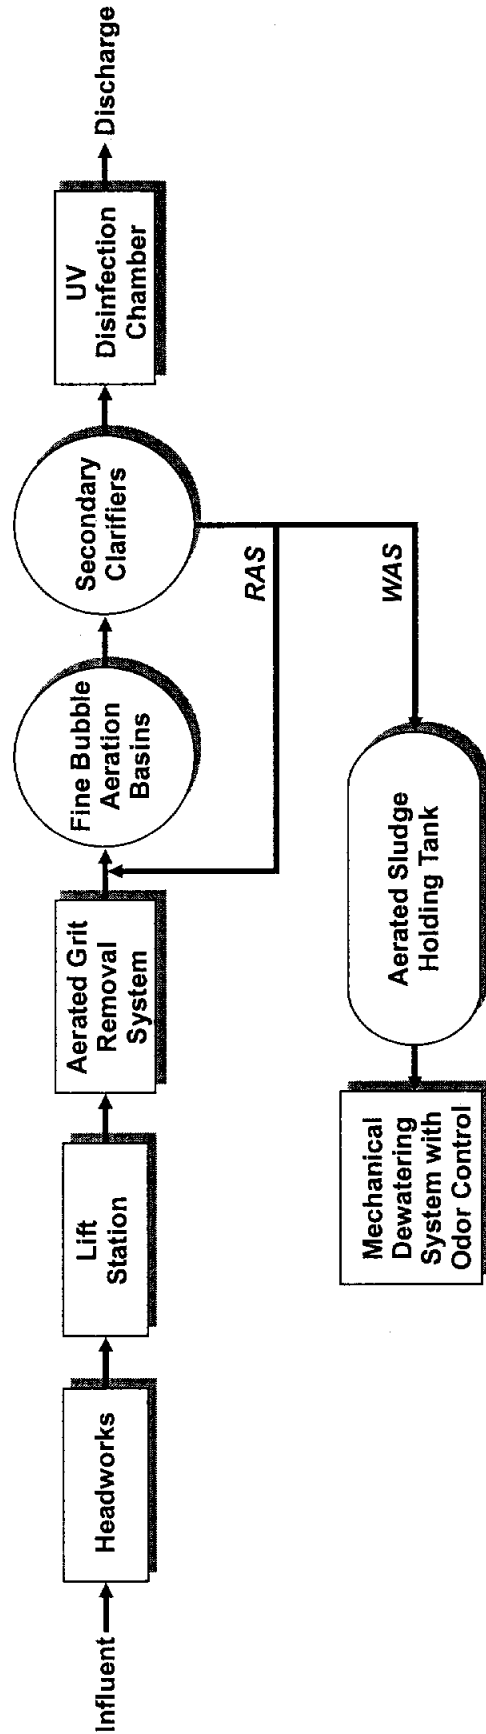 Influent
Headworks
Lift
Station
Aerated Grit
Removal
System
Fine Bubble
Aeration
Basins
Secondary
Clarifiers
UV
Disinfection
Chamber
Discharge
RAS
WAS
Aerated Sludge
Holding Tank
Mechanical
Dewatering
System with
Odor Control